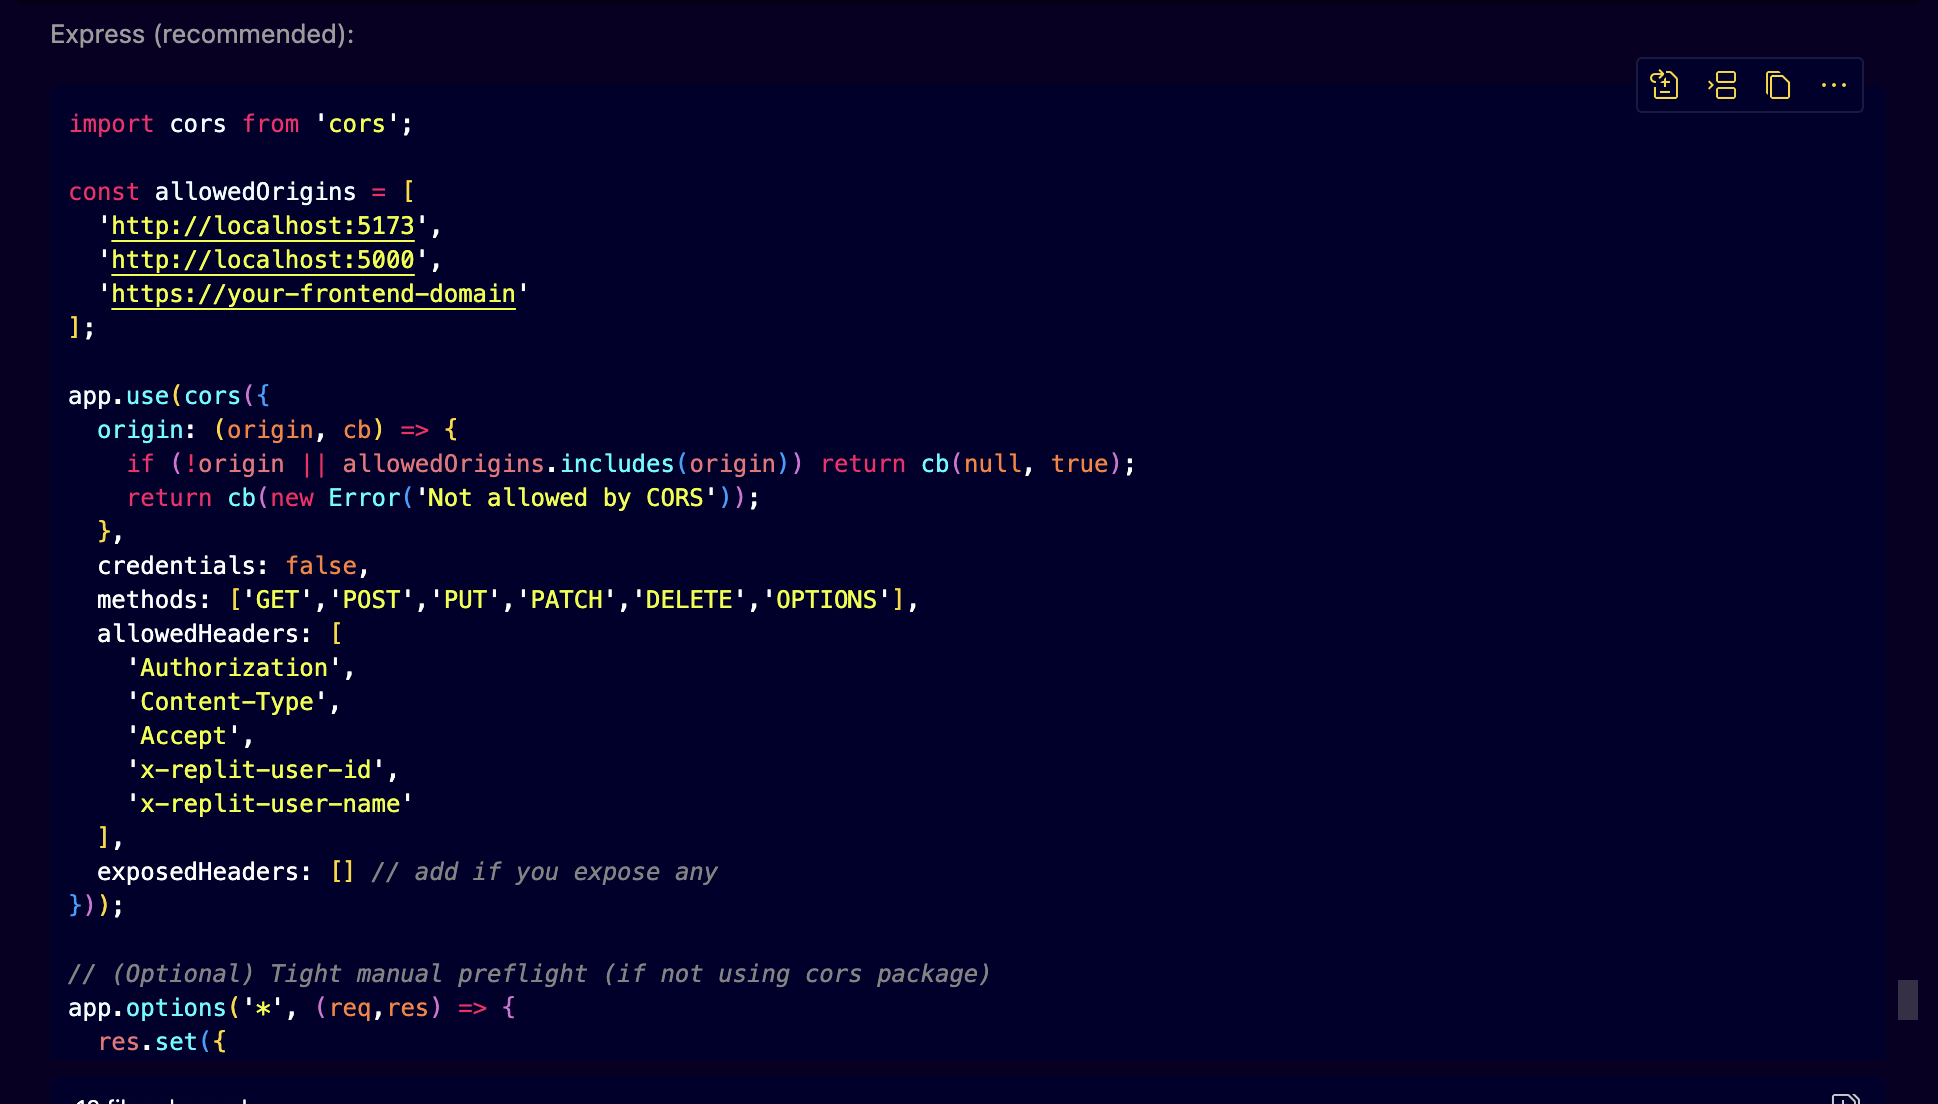 Express (recommended):
import cors from 'cors';
const allowedOrigins = [
  'http://localhost:5173',
  'http://localhost:5000',
  'https://your-frontend-domain'
];
app.use(cors({
  origin: (origin, cb) => {
    if (!origin || allowedOrigins.includes(origin)) return cb(null, true);
    return cb(new Error('Not allowed by CORS'));
  },
  credentials: false,
  methods: ['GET','POST','PUT','PATCH','DELETE','OPTIONS'],
  allowedHeaders: [
    'Authorization',
    'Content-Type',
    'Accept',
    'x-replit-user-id',
    'x-replit-user-name'
  ],
  exposedHeaders: [] // add if you expose any
}));
// (Optional) Tight manual preflight (if not using cors package)
app.options('*', (req,res) => {
  res.set({